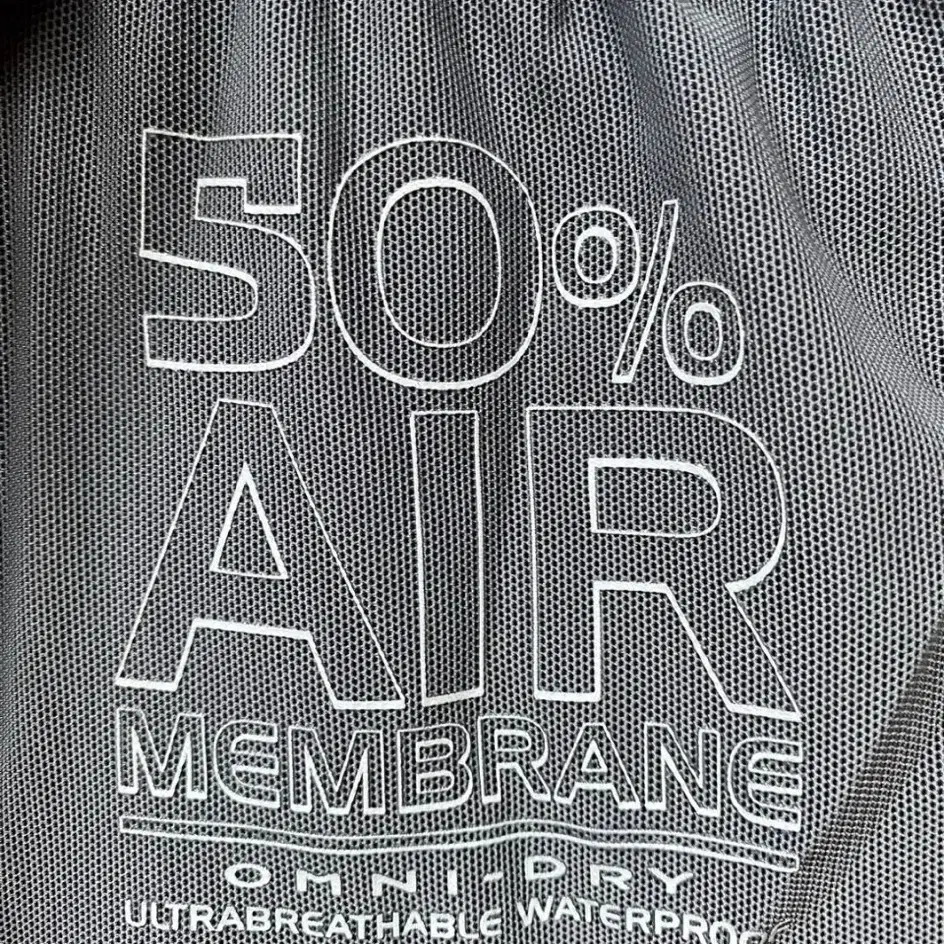 50%
AIR
MEMBRANE
OMNI-DRY
ULTRABREATHABLE WATERPROOF